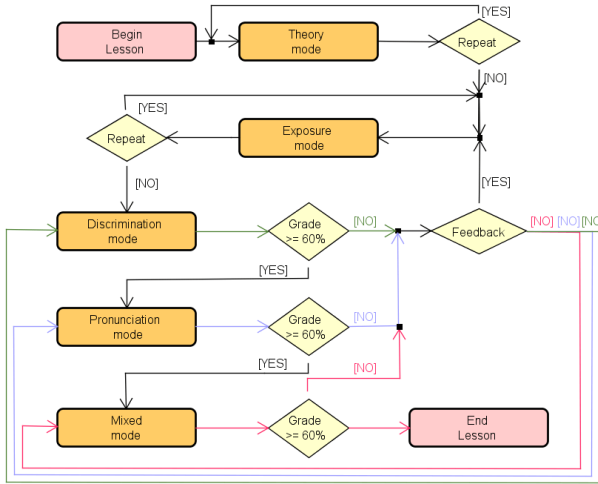 [YES]
Begin
Lesson
Theory
mode
Repeat
[NO]
[YES]
Repeat
Exposure
mode
[NO]
[YES]
Discrimination
mode
Grade
>= 60%
[NO]
Feedback
[NO]
[NO]
[NO]
[YES]
Pronunciation
mode
Grade
>= 60%
[NO]
[YES]
[NO]
Mixed
mode
Grade
>= 60%
End
Lesson